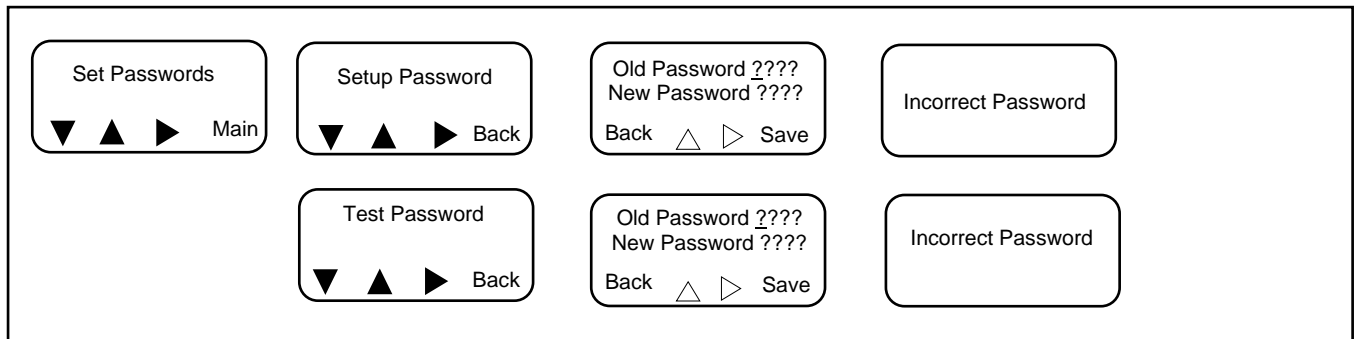 Set Passwords
Main
Setup Password
Back
Old Password ????
New Password ????
Back Save
Incorrect Password
Test Password
Back
Old Password ????
New Password ????
Back Save
Incorrect Password